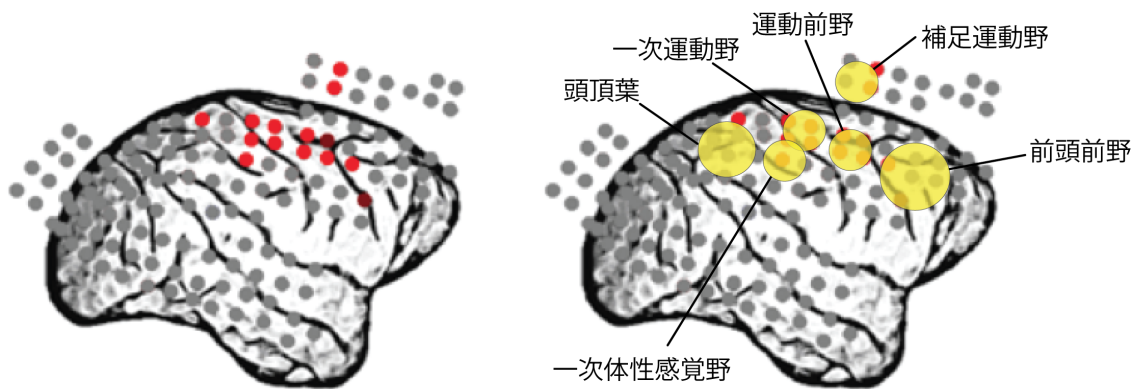 運動前野
一次運動野
補足運動野
頭頂葉
前頭前野
一次体性感覚野